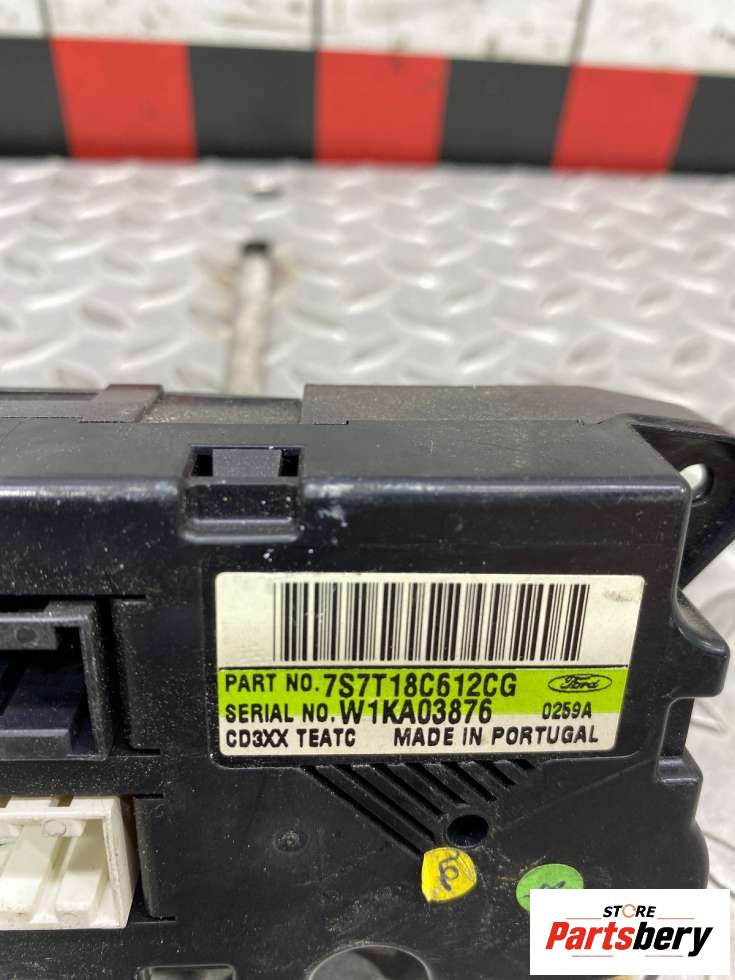 PART NO. 7S7T18C612CG Ford
SERIAL NO. W1KA03876 0259A
CD3XX TEATC MADE IN PORTUGAL
STORE
Partsbery